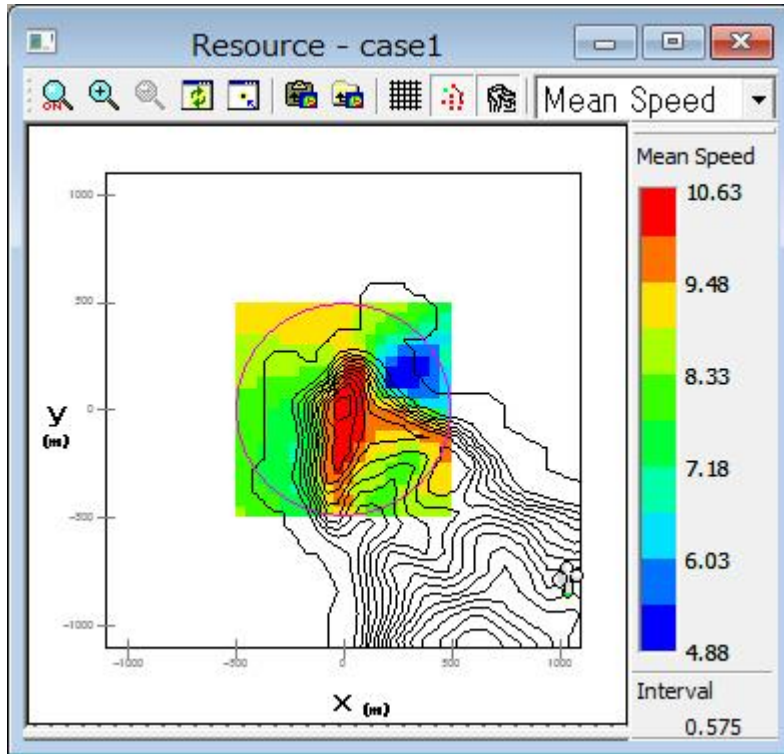 Resource - case1
ON
Mean Speed
Mean Speed
10.63
9.48
8.33
7.18
6.03
4.88
Interval
0.575
1000
500
0
-500
-1000
y
(m)
-1000
-500
0
500
1000
x (m)